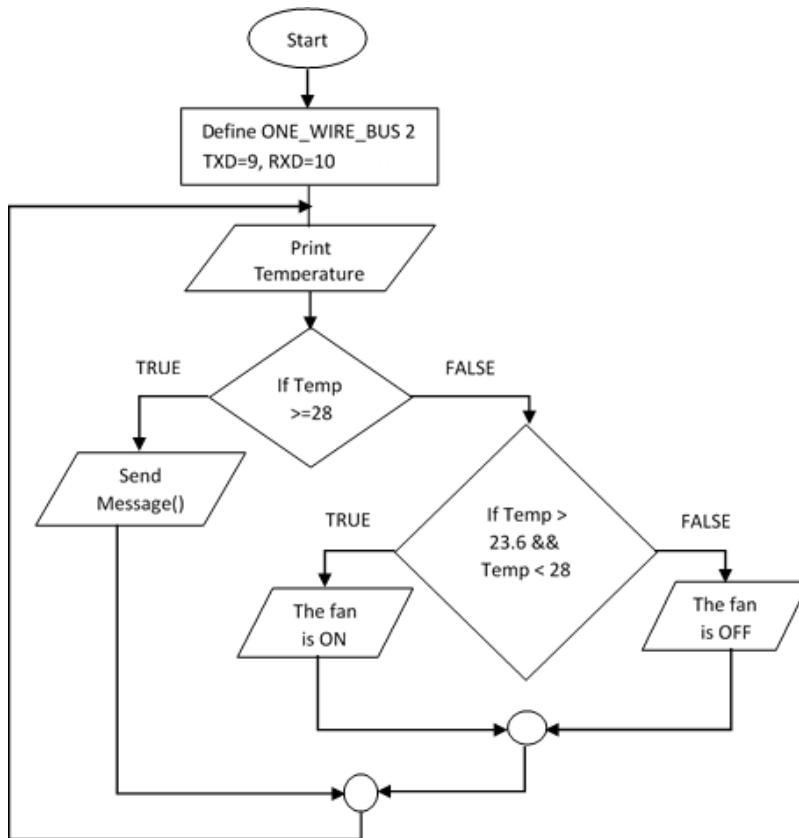 Start
Define ONE_WIRE_BUS 2
TXD=9, RXD=10
Print
Temperature
If Temp
>=28
TRUE
FALSE
Send
Message()
If Temp >
23.6 &&
Temp < 28
TRUE
FALSE
The fan
is ON
The fan
is OFF